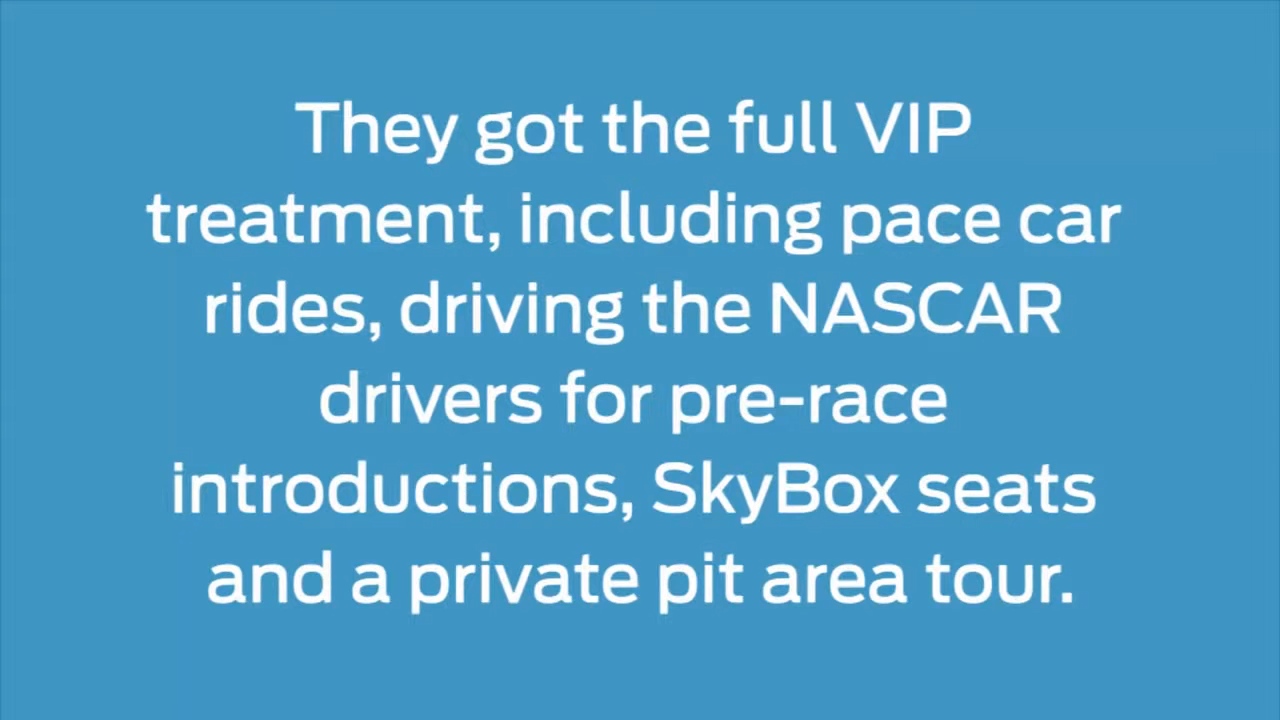 They got the full VIP
treatment, including pace car
rides, driving the NASCAR
drivers for pre-race
introductions, SkyBox seats
and a private pit area tour.